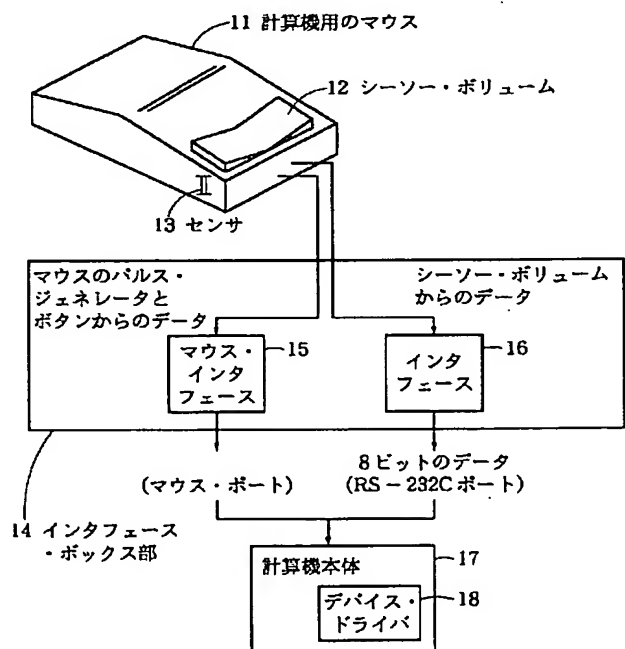 11 計算機用のマウス
12 シーソー・ボリューム
13 センサ
マウスのパルス・
ジェネレータと
ボタンからのデータ
シーソー・ボリューム
からのデータ
15
マウス・
インタ
フェース
16
インタ
フェース
(マウス・ポート)
8ビットのデータ
(RS-232Cポート)
14 インタフェース
・ボックス部
17
計算機本体
18
デバイス・
ドライバ